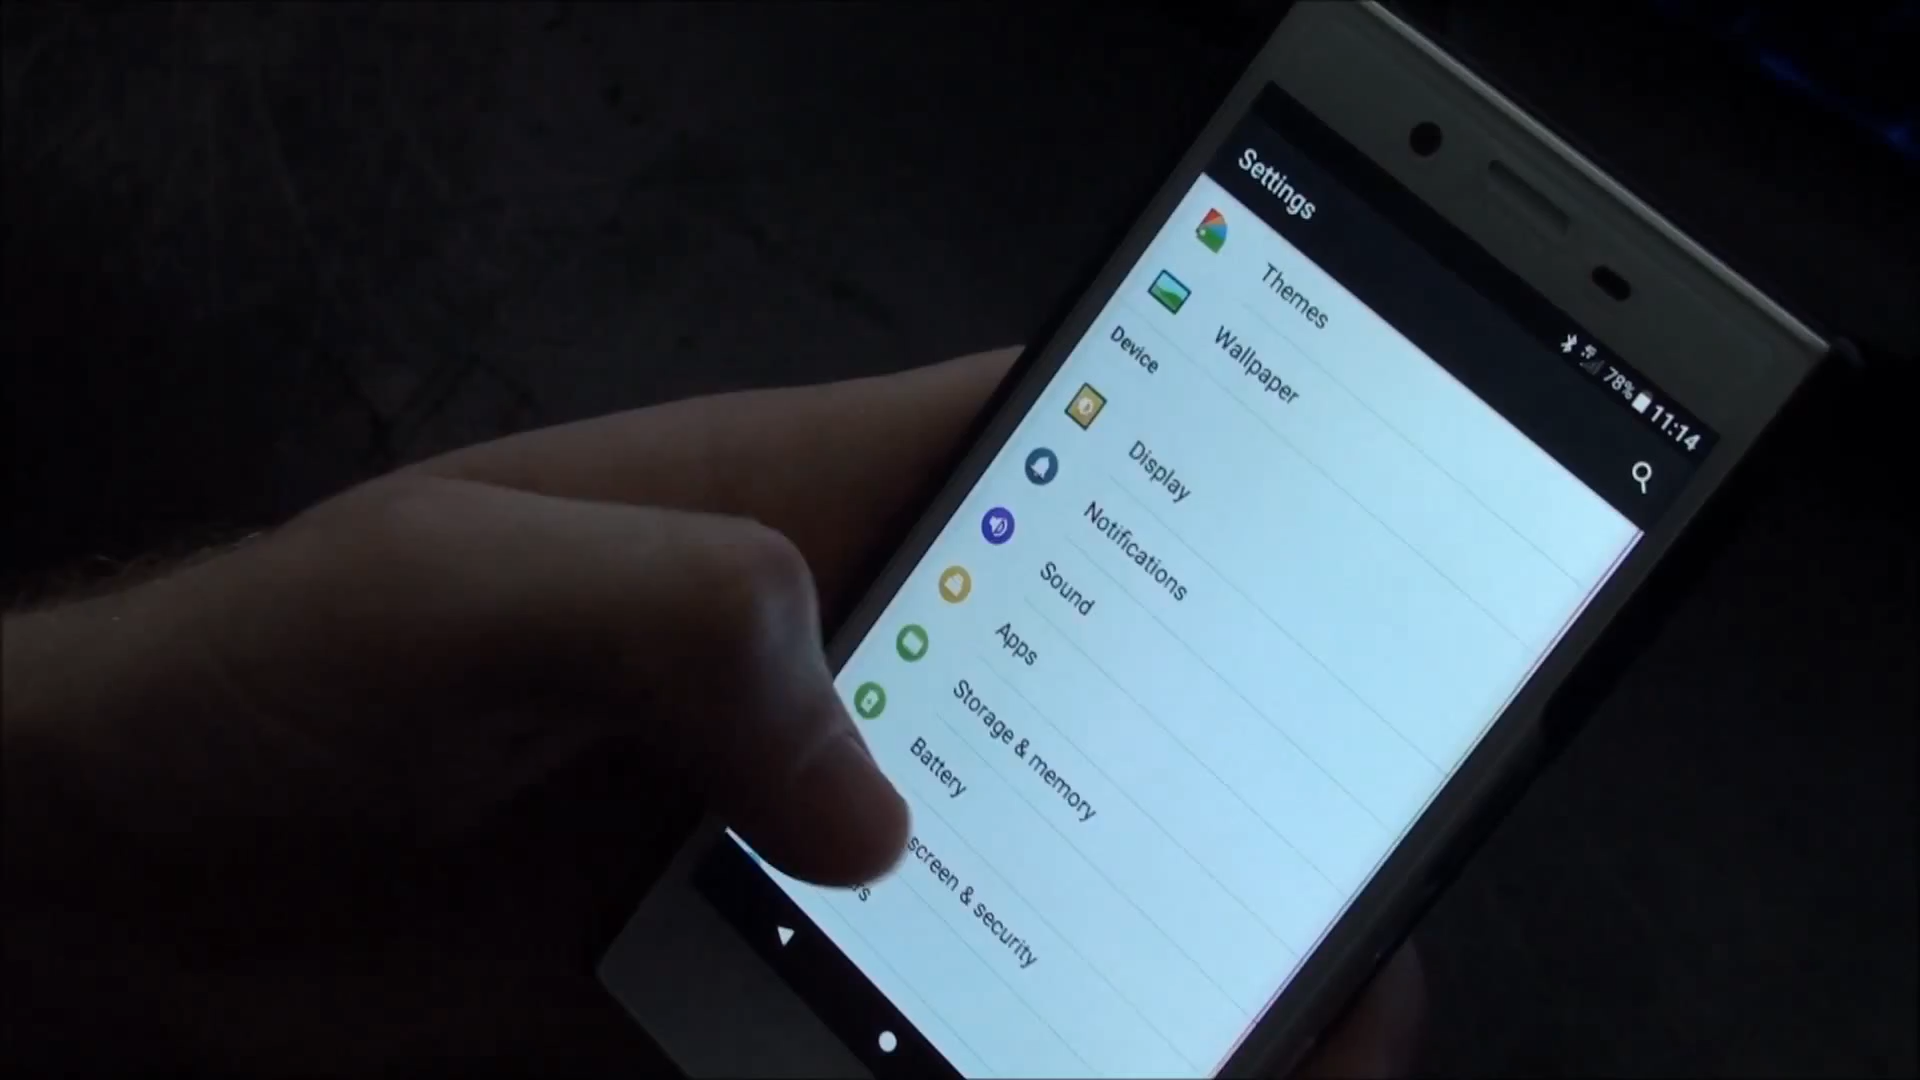 78% 11:14
Settings
Themes
Wallpaper
Device
Display
Notifications
Sound
Apps
Storage & memory
Battery
screen & security